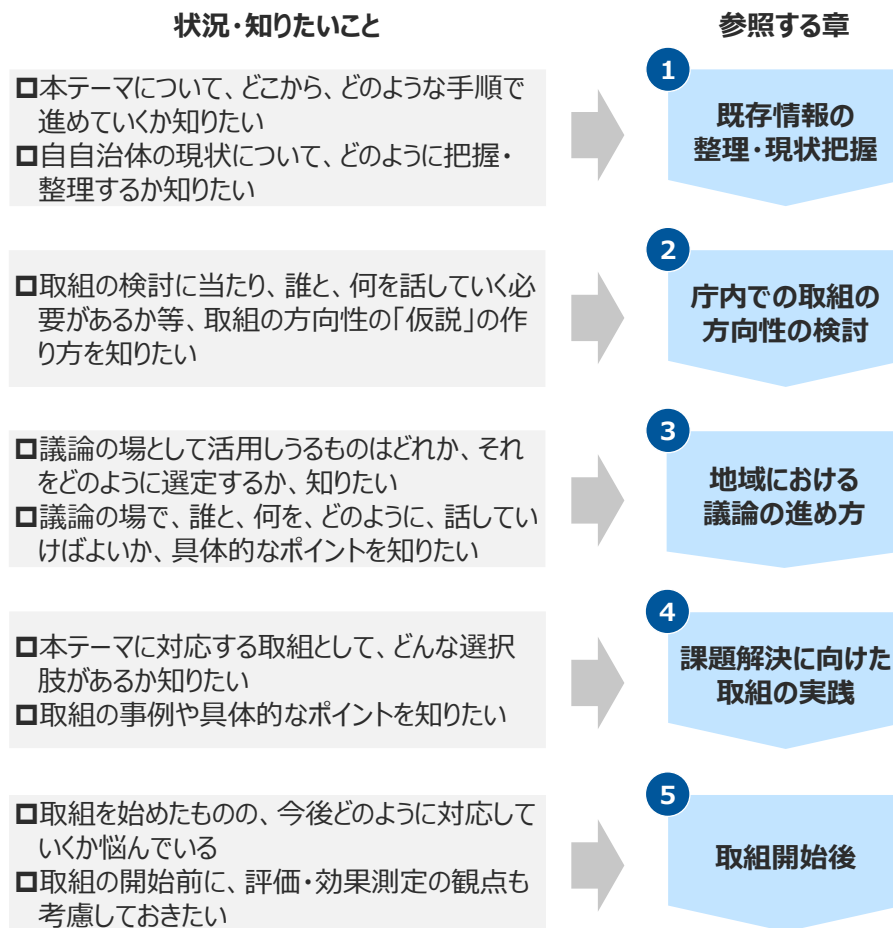 状況・知りたいこと
参照する章
□本テーマについて、どこから、どのような手順で
進めていくか知りたい
□自自治体の現状について、どのように把握・
整理するか知りたい
1
既存情報の
整理・現状把握
□取組の検討に当たり、誰と、何を話していく必
要があるか等、取組の方向性の「仮説」の作
り方を知りたい
2
庁内での取組の
方向性の検討
□議論の場として活用しうるものはどれか、それ
をどのように選定するか、知りたい
□議論の場で、誰と、何を、どのように、話してい
けばよいか、具体的なポイントを知りたい
3
地域における
議論の進め方
□本テーマに対応する取組として、どんな選択
肢があるか知りたい
□取組の事例や具体的なポイントを知りたい
4
課題解決に向けた
取組の実践
□取組を始めたものの、今後どのように対応して
いくか悩んでいる
□取組の開始前に、評価・効果測定の観点も
考慮しておきたい
5
取組開始後